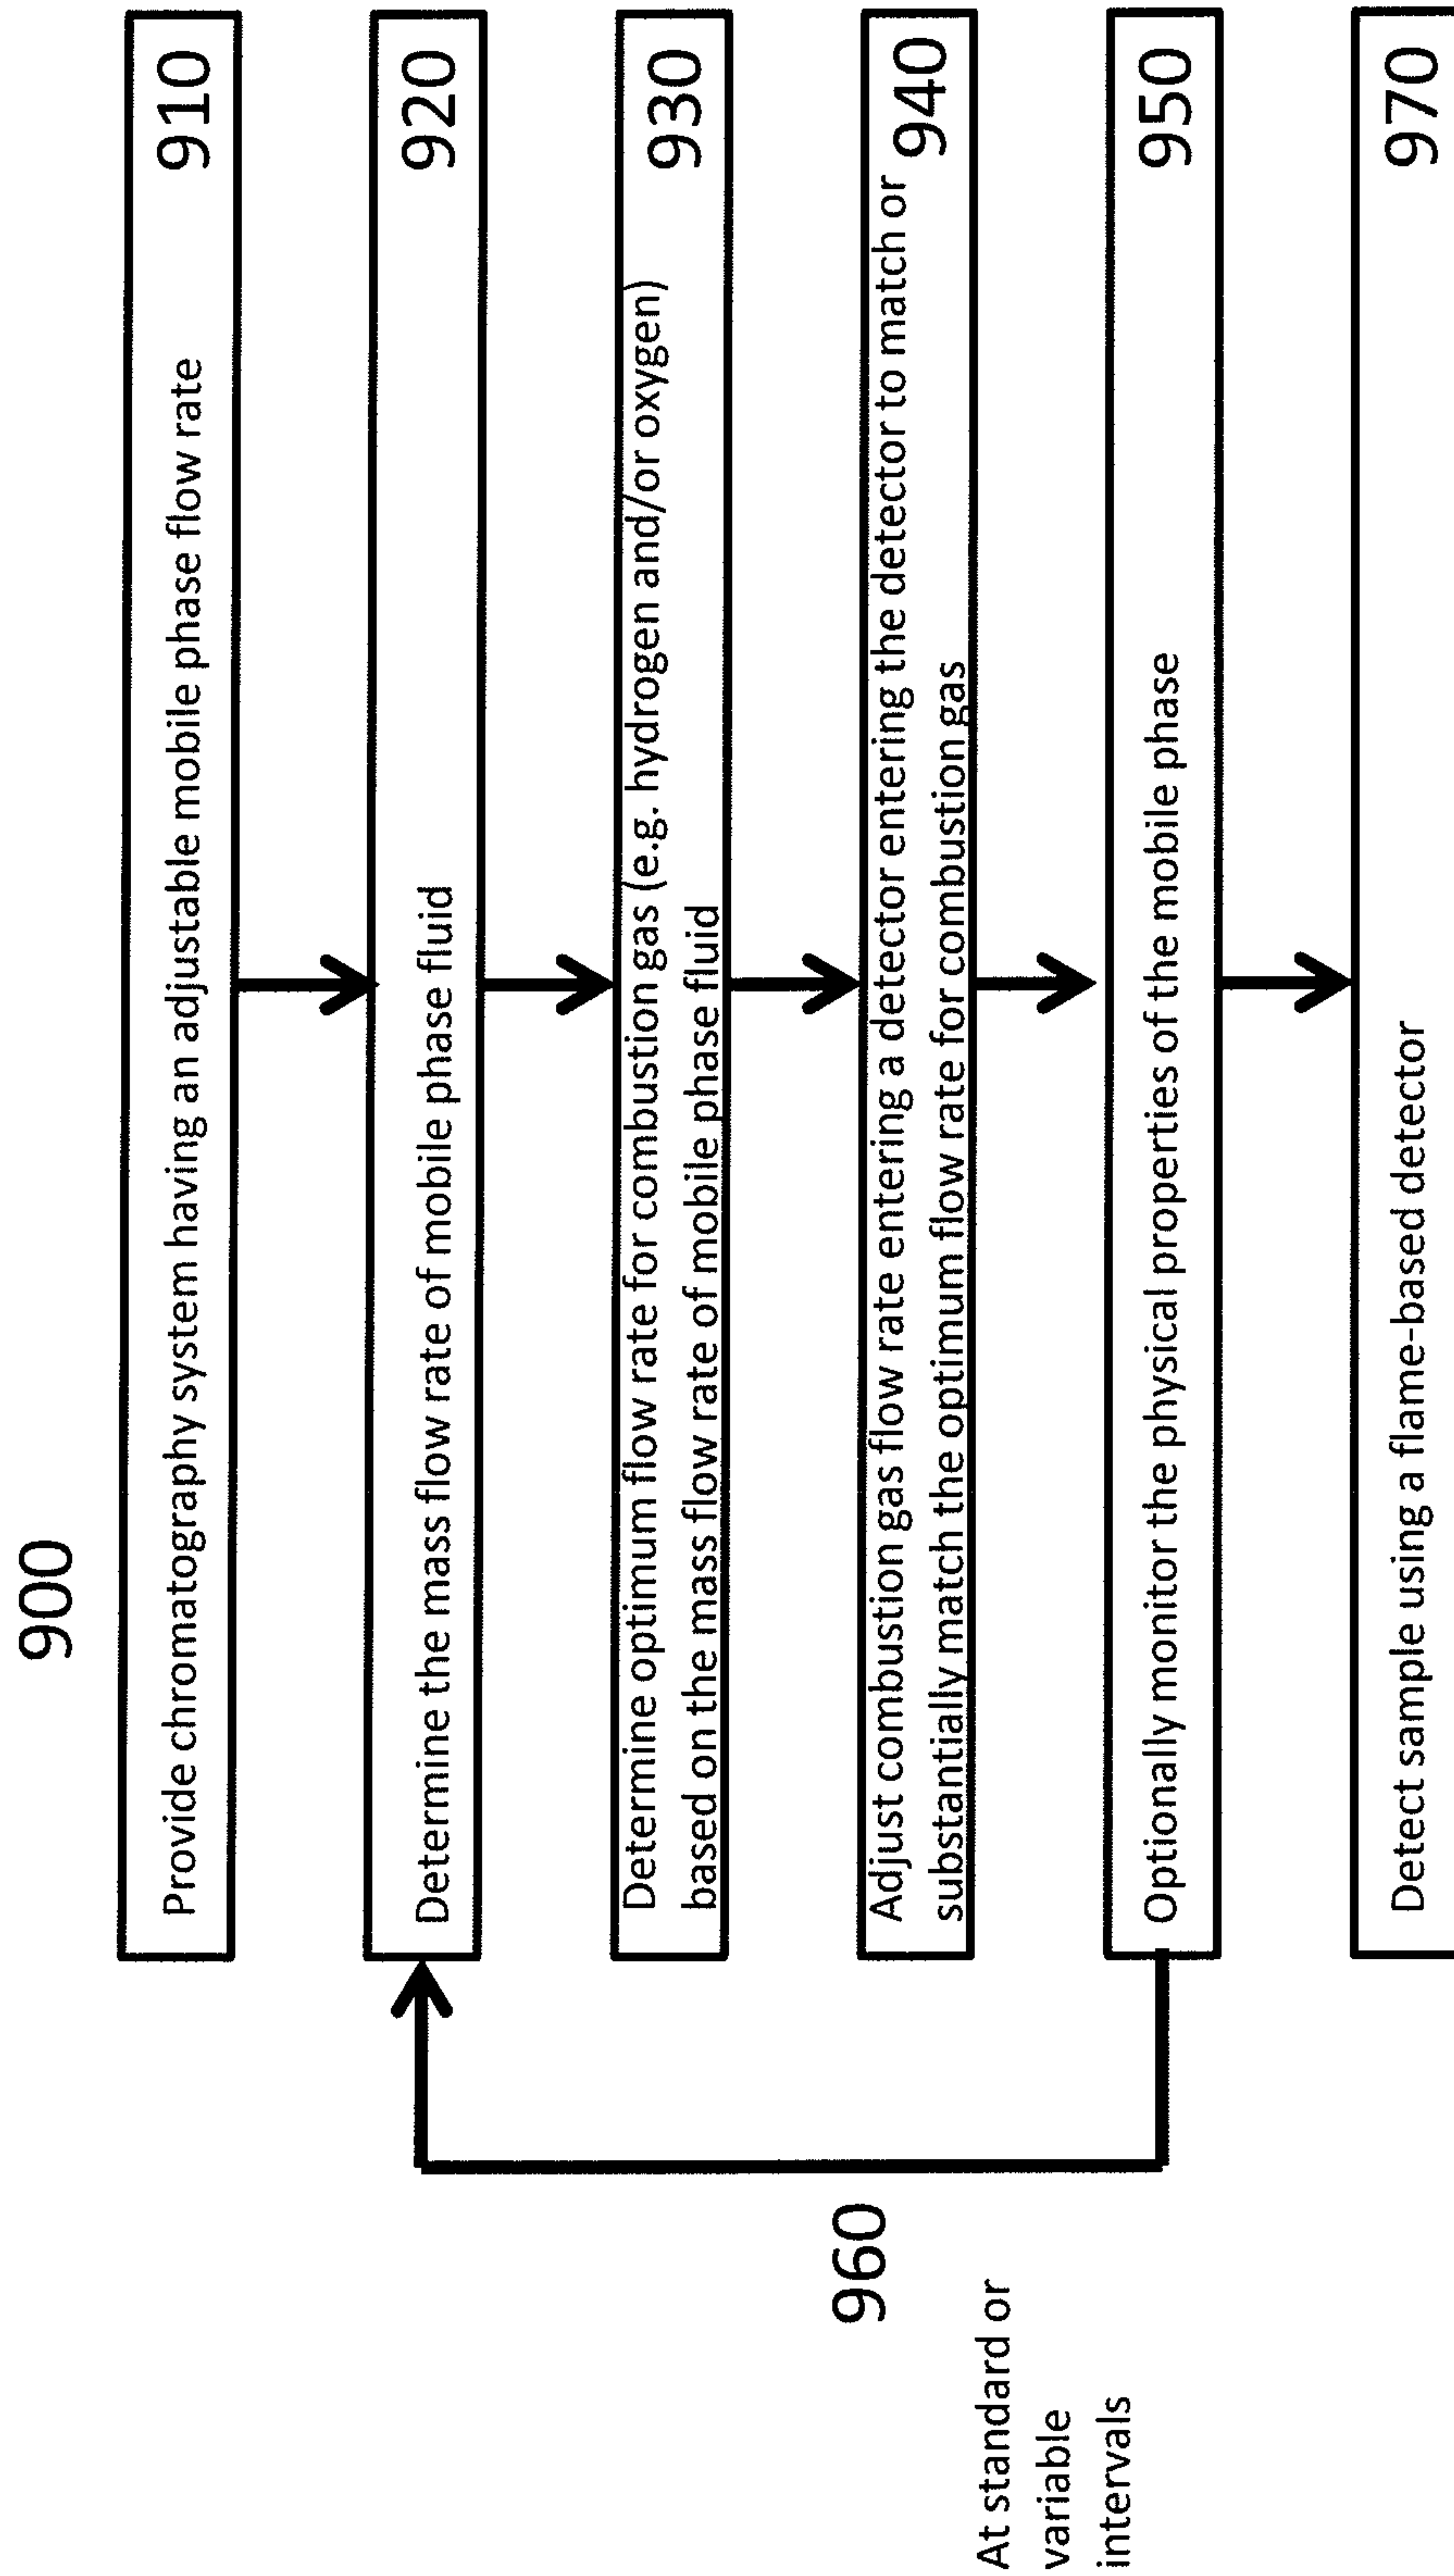 900
Provide chromatography system having an adjustable mobile phase flow rate 910
Determine the mass flow rate of mobile phase fluid 920
Determine optimum flow rate for combustion gas (e.g. hydrogen and/or oxygen)
based on the mass flow rate of mobile phase fluid
930
Adjust combustion gas flow rate entering a detector entering the detector to match or
substantially match the optimum flow rate for combustion gas
940
Optionally monitor the physical properties of the mobile phase 950
960
At standard or
variable
intervals
Detect sample using a flame-based detector 970